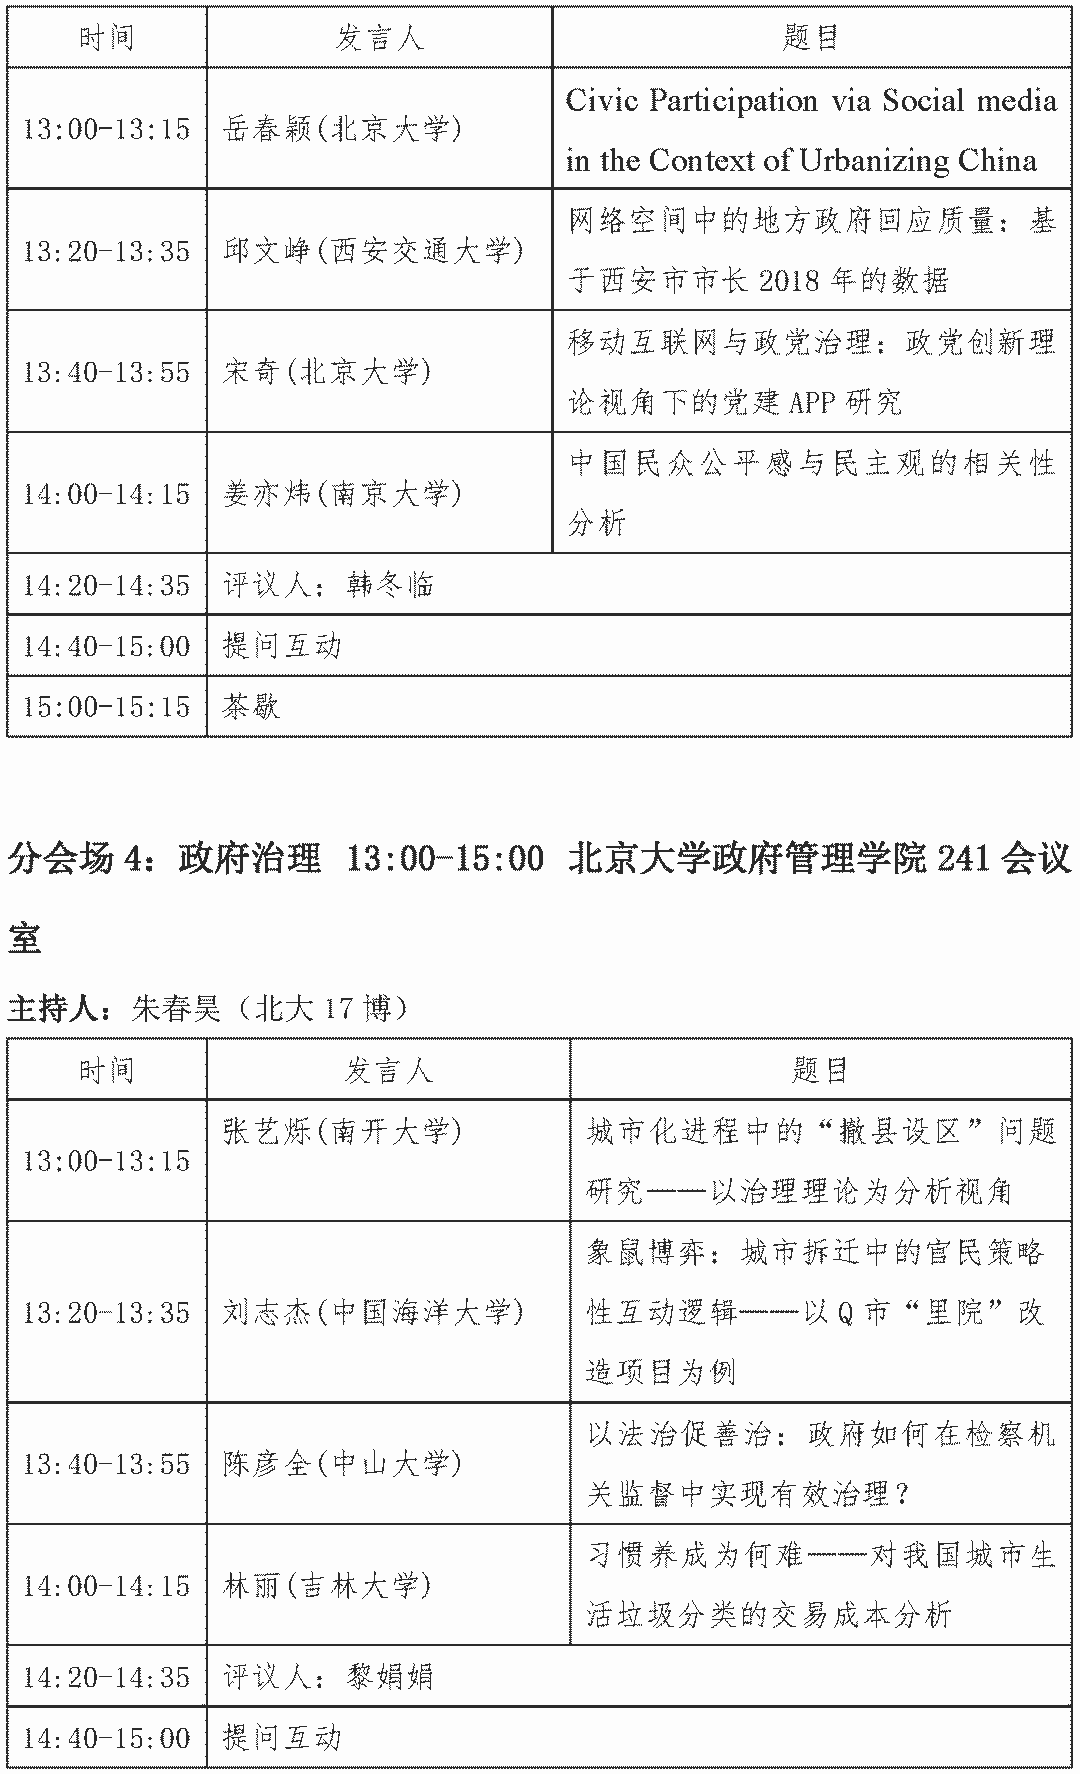 时间 发言人 题目
13:00-13:15 岳春颖(北京大学) Civic Participation via Social media
in the Context of Urbanizing China
13:20-13:35 邱文峥(西安交通大学) 网络空间中的地方政府回应质量：基
于西安市市长 2018 年的数据
13:40-13:55 宋奇(北京大学) 移动互联网与政党治理：政党创新理
论视角下的党建 APP 研究
14:00-14:15 姜亦炜(南京大学) 中国民众公平感与民主观的相关性
分析
14:20-14:35 评议人：韩冬临
14:40-15:00 提问互动
15:00-15:15 茶歇
分会场 4：政府治理 13:00-15:00 北京大学政府管理学院 241 会议
室
主持人：朱春昊（北大 17 博）
时间 发言人 题目
13:00-13:15 张艺烁(南开大学) 城市化进程中的“撤县设区”问题
研究——以治理理论为分析视角
13:20-13:35 刘志杰(中国海洋大学) 象鼠博弈：城市拆迁中的官民策略
性互动逻辑——以 Q 市“里院”改
造项目为例
13:40-13:55 陈彦全(中山大学) 以法治促善治：政府如何在检察机
关监督中实现有效治理？
14:00-14:15 林丽(吉林大学) 习惯养成为何难——对我国城市生
活垃圾分类的交易成本分析
14:20-14:35 评议人：黎娟娟
14:40-15:00 提问互动